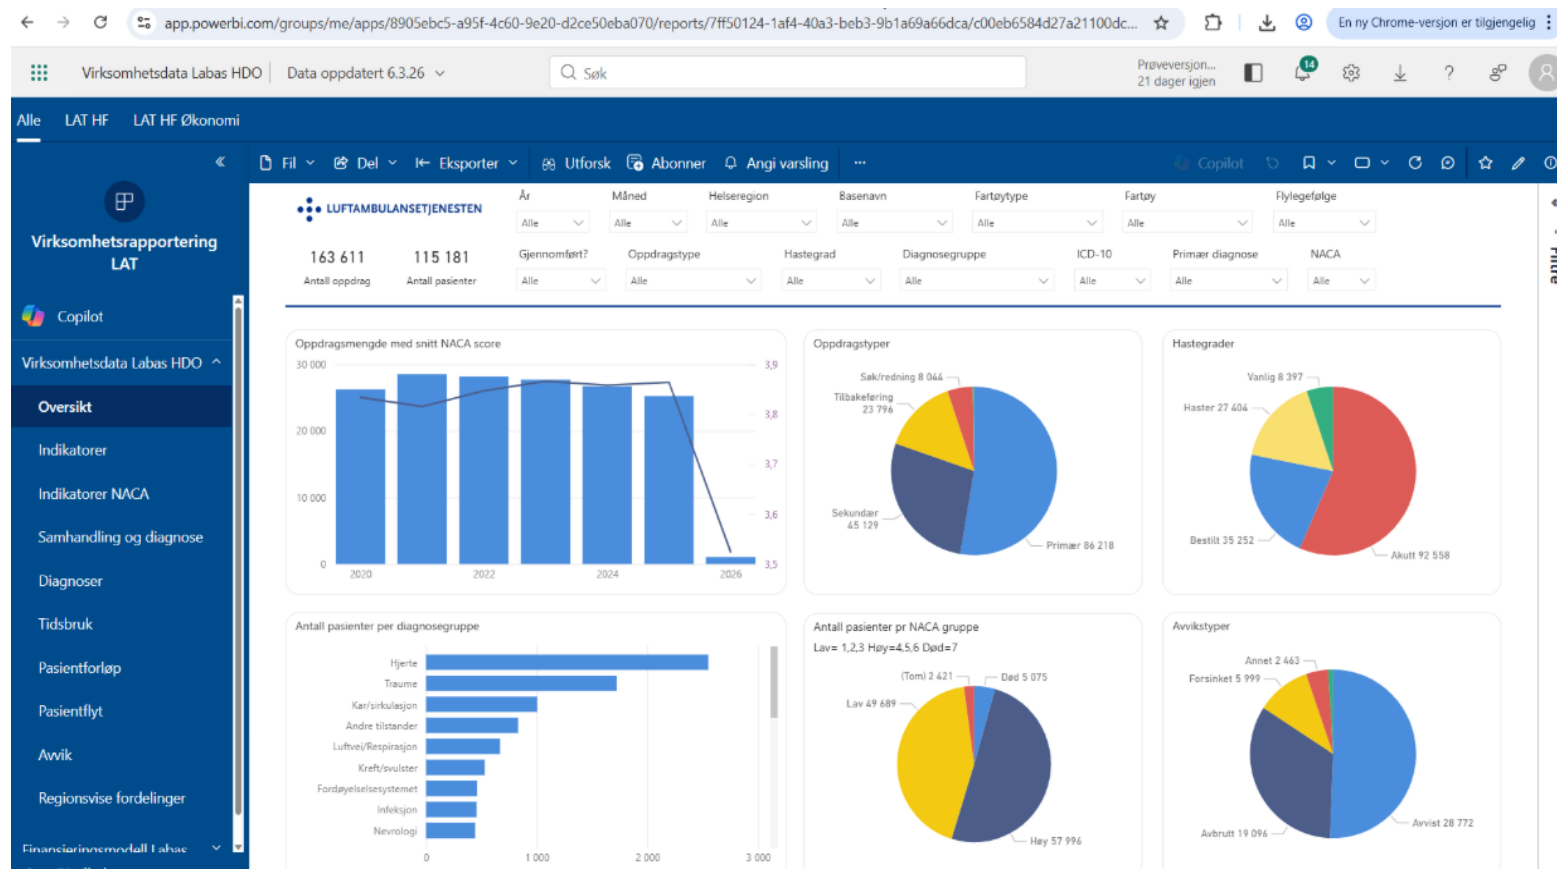 app.powerbi.com/groups/me/apps/8905ebc5-a95f-4c60-9e20-d2ce50eba070/reports/7ff50124-1af4-40a3-beb3-9b1a69a66dca/c00eb6584d27a21100dc...
En ny Chrome-versjon er tilgjengelig
Virksomhetsdata Labas HDO
Data oppdatert 6.3.26
Søk
Prøveversjon...
21 dager igjen
14
Alle LAT HF LAT HF Økonomi
Fil Del Eksporter Utforsk Abonner Angi varsling ...
Copilot
Virksomhetsrapportering
LAT
Copilot
Virksomhetsdata Labas HDO
Oversikt
Indikatorer
Indikatorer NACA
Samhandling og diagnose
Diagnoser
Tidsbruk
Pasientforløp
Pasientflyt
Avvik
Regionsvise fordelinger
Finansieringsmodell Labas
LUFTAMBULANSETJENESTEN
År Måned Helseregion Basenavn Fartøytype Fartøy Flylegefølge
Alle Alle Alle Alle Alle Alle Alle
163 611 115 181
Antall oppdrag Antall pasienter
Gjennomført? Oppdragstype Hastegrad Diagnosegruppe ICD-10 Primær diagnose NACA
Alle Alle Alle Alle Alle Alle Alle
Filtre
Oppdragsmengde med snitt NACA score
30 000
20 000
10 000
0
3,9
3,8
3,7
3,6
3,5
2020 2022 2024 2026
Oppdragstyper
Søk/redning 8 044
Tilbakeføring
23 796
Sekundær
45 129
Primær 86 218
Hastegrader
Vanlig 8 397
Haster 27 404
Bestilt 35 252
Akutt 92 558
Antall pasienter per diagnosegruppe
Hjerte
Traume
Kar/sirkulasjon
Andre tilstander
Luftvei/Respirasjon
Kreft/svulster
Fordøyelselsesystemet
Infeksjon
Nevrologi
0 1 000 2 000 3 000
Antall pasienter pr NACA gruppe
Lav= 1,2,3 Høy=4,5,6 Død=7
(Tom) 2 421
Død 5 075
Lav 49 689
Høy 57 996
Avvikstyper
Annet 2 463
Forsinket 5 999
Avbrutt 19 096
Avvist 28 772